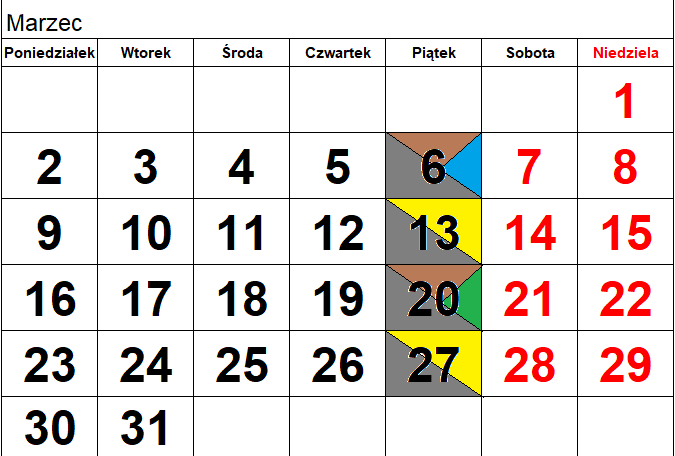 Marzec
Poniedziałek Wtorek Środa Czwartek Piątek Sobota Niedziela
1
2 3 4 5 6 7 8
9 10 11 12 13 14 15
16 17 18 19 20 21 22
23 24 25 26 27 28 29
30 31